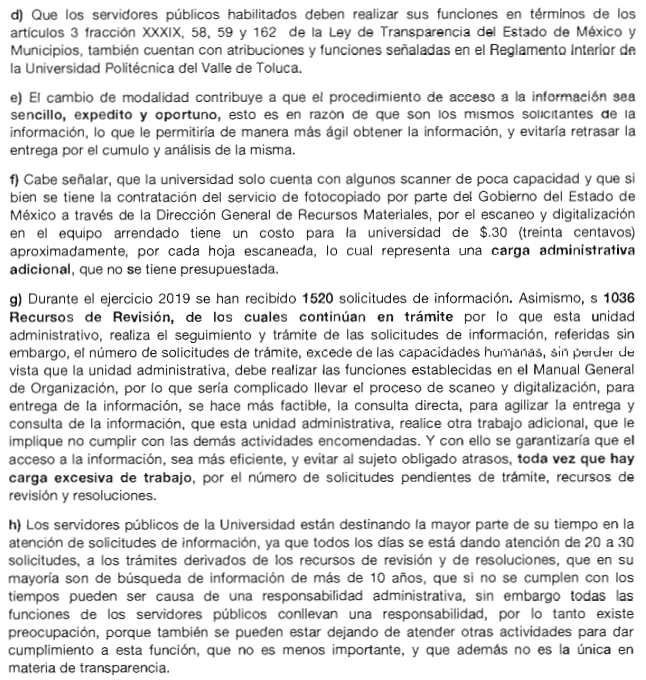 d) Que los servidores públicos habilitados deben realizar sus funciones en términos de los
artículos 3 fracción XXXIX, 58, 59 y 162 de la Ley de Transparencia del Estado de México y
Municipios, también cuentan con atribuciones y funciones señaladas en el Reglamento Interior de
la Universidad Politécnica del Valle de Toluca.
e) El cambio de modalidad contribuye a que el procedimiento de acceso a la información sea
sencillo, expedito y oportuno, esto es en razón de que son los mismos solicitantes de la
información, lo que le permitiría de manera más ágil obtener la información, y evitaría retrasar la
entrega por el cumulo y análisis de la misma.
f) Cabe señalar, que la universidad solo cuenta con algunos scanner de poca capacidad y que si
bien se tiene la contratación del servicio de fotocopiado por parte del Gobierno del Estado de
México a través de la Dirección General de Recursos Materiales, por el escaneo y digitalización
en el equipo arrendado tiene un costo para la universidad de $.30 (treinta centavos)
aproximadamente, por cada hoja escaneada, lo cual representa una carga administrativa
adicional, que no se tiene presupuestada.
g) Durante el ejercicio 2019 se han recibido 1520 solicitudes de información. Asimismo, s 1036
Recursos de Revisión, de los cuales continúan en trámite por lo que esta unidad
administrativo, realiza el seguimiento y trámite de las solicitudes de información, referidas sin
embargo, el número de solicitudes de trámite, excede de las capacidades humanas, sin perder de
vista que la unidad administrativa, debe realizar las funciones establecidas en el Manual General
de Organización, por lo que sería complicado llevar el proceso de scaneo y digitalización, para
entrega de la información, se hace más factible, la consulta directa, para agilizar la entrega y
consulta de la información, que esta unidad administrativa, realice otra trabajo adicional, que le
implique no cumplir con las demás actividades encomendadas. Y con ello se garantizaría que el
acceso a la información, sea más eficiente, y evitar al sujeto obligado atrasos, toda vez que hay
carga excesiva de trabajo, por el número de solicitudes pendientes de trámite, recursos de
revisión y resoluciones.
h) Los servidores públicos de la Universidad están destinando la mayor parte de su tiempo en la
atención de solicitudes de información, ya que todos los días se está dando atención de 20 a 30
solicitudes, a los trámites derivados de los recursos de revisión y de resoluciones, que en su
mayoría son de búsqueda de información de más de 10 años, que si no se cumplen con los
tiempos pueden ser causa de una responsabilidad administrativa, sin embargo todas las
funciones de los servidores públicos conllevan una responsabilidad, por lo tanto existe
preocupación, porque también se pueden estar dejando de atender otras actividades para dar
cumplimiento a esta función, que no es menos importante, y que además no es la única en
materia de transparencia.